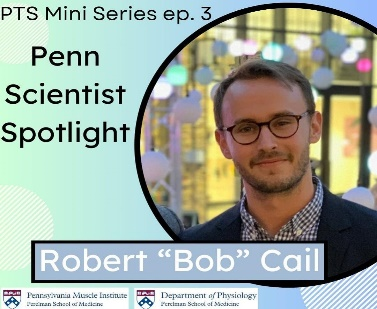 PTS Mini Series ep. 3
Penn
Scientist
Spotlight
Robert “Bob” Cail
Pennsylvania Muscle Institute
Perelman School of Medicine
Department of Physiology
Perelman School of Medicine